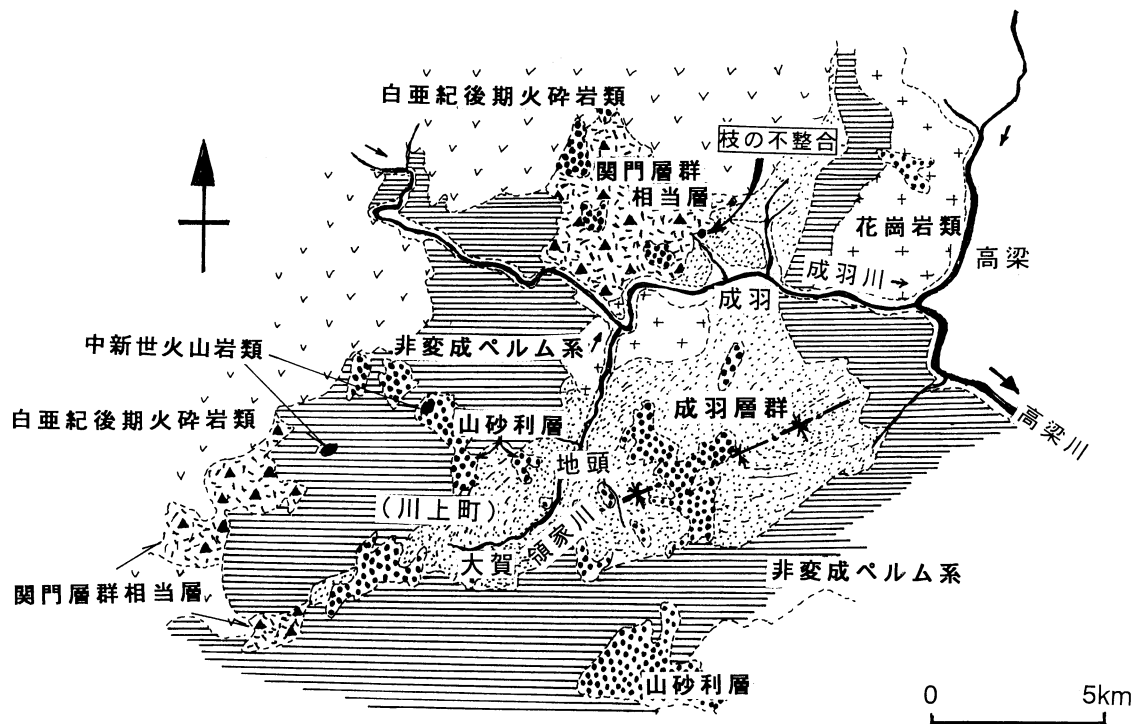 白亜紀後期火砕岩類
枝の不整合
関門層群
相当層
花崗岩類
高梁
成羽川
成羽
中新世火山岩類
非変成ペルム系
白亜紀後期火砕岩類
山砂利層
成羽層群
高梁川
地頭
(川上町)
大賀
領家川
関門層群相当層
非変成ペルム系
山砂利層
0 5km